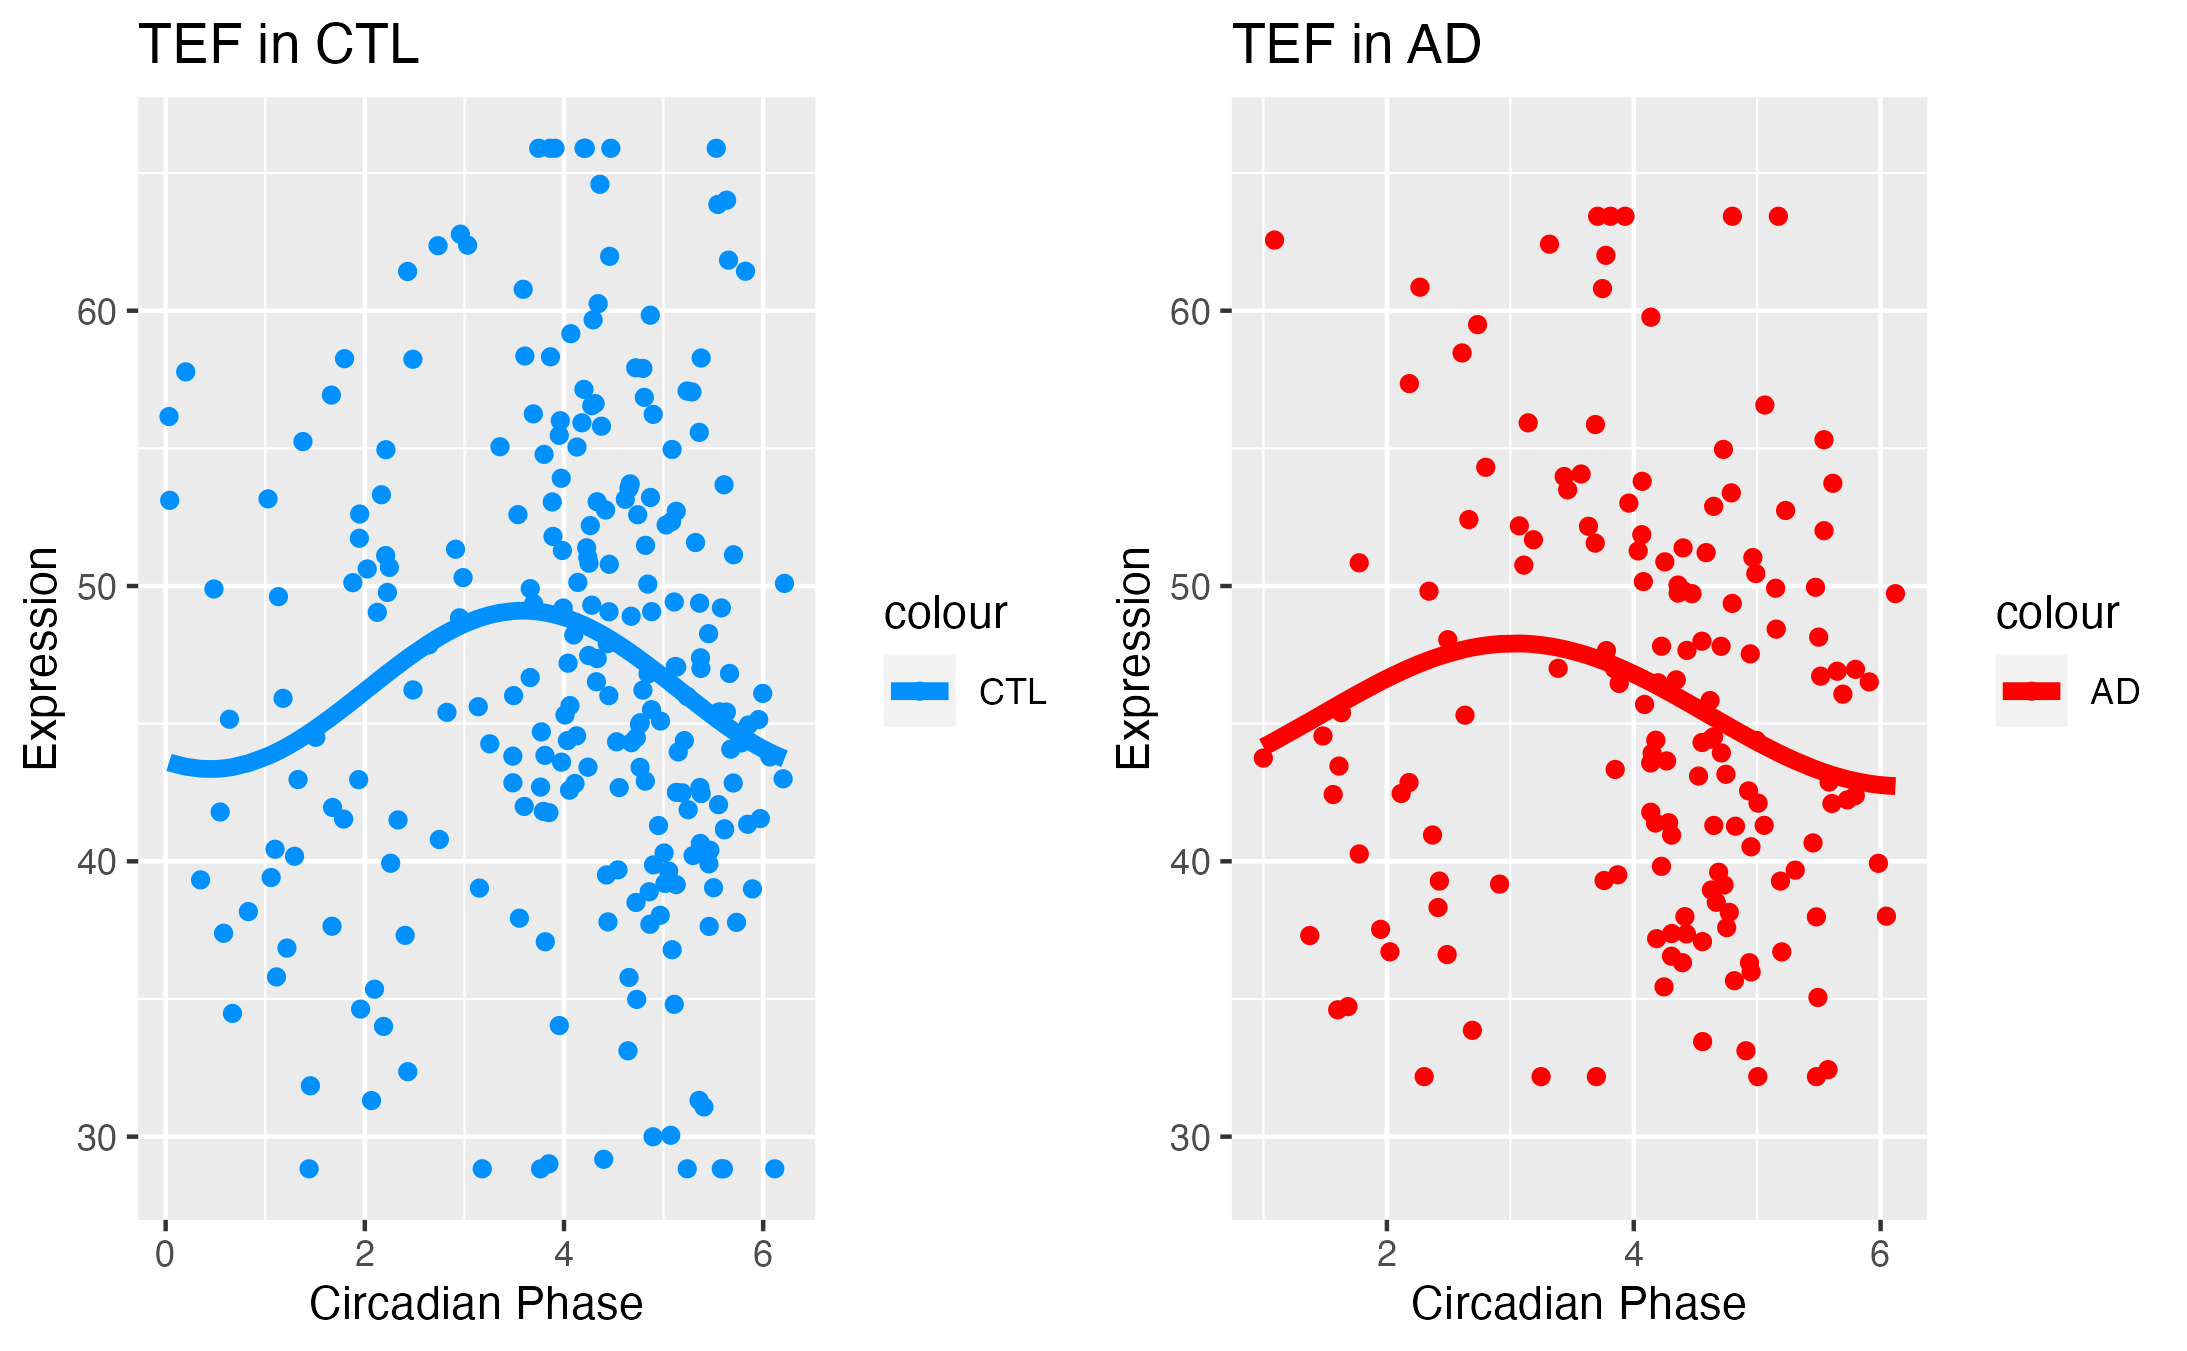 TEF in CTL
Expression
60
50
40
30
0 2 4 6
Circadian Phase
colour
CTL
TEF in AD
Expression
60
50
40
30
2 4 6
Circadian Phase
colour
AD